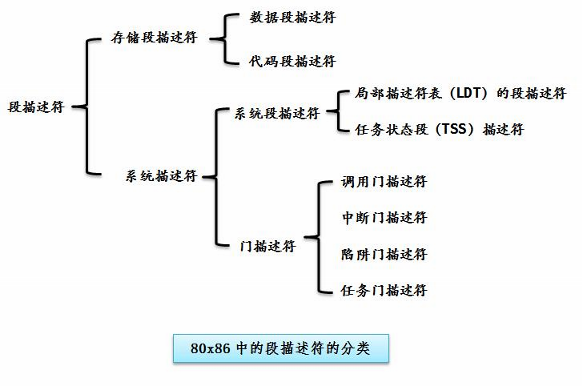 段描述符
存储段描述符
数据段描述符
代码段描述符
系统描述符
系统段描述符
局部描述符表（LDT）的段描述符
任务状态段（TSS）描述符
门描述符
调用门描述符
中断门描述符
陷阱门描述符
任务门描述符
80x86 中的段描述符的分类